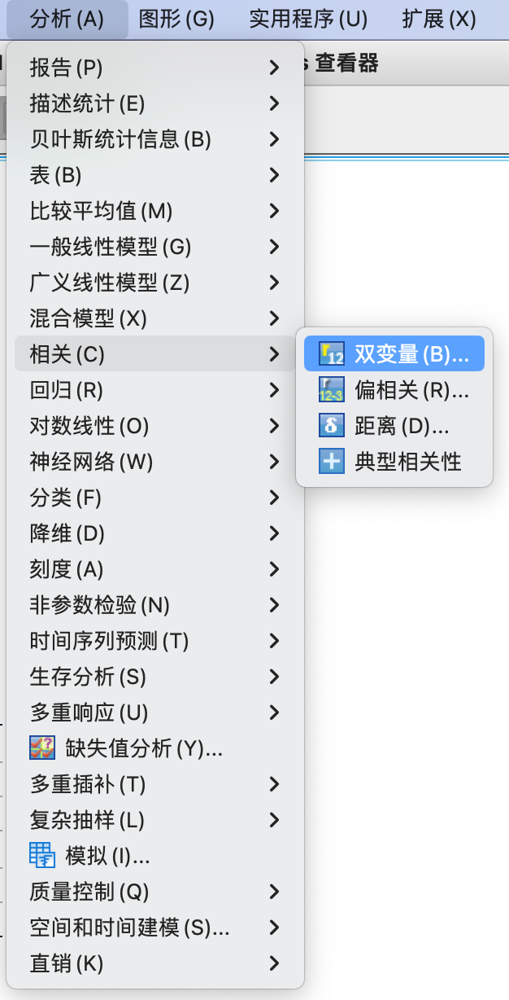 分析(A) 图形(G) 实用程序(U) 扩展(X)
s 查看器
报告(P)
描述统计(E)
贝叶斯统计信息(B)
表(B)
比较平均值(M)
一般线性模型(G)
广义线性模型(Z)
混合模型(X)
相关(C)
双变量(B)...
偏相关(R)...
距离(D)...
典型相关性
回归(R)
对数线性(O)
神经网络(W)
分类(F)
降维(D)
刻度(A)
非参数检验(N)
时间序列预测(T)
生存分析(S)
多重响应(U)
缺失值分析(Y)...
多重插补(T)
复杂抽样(L)
模拟(I)...
质量控制(Q)
空间和时间建模(S)...
直销(K)